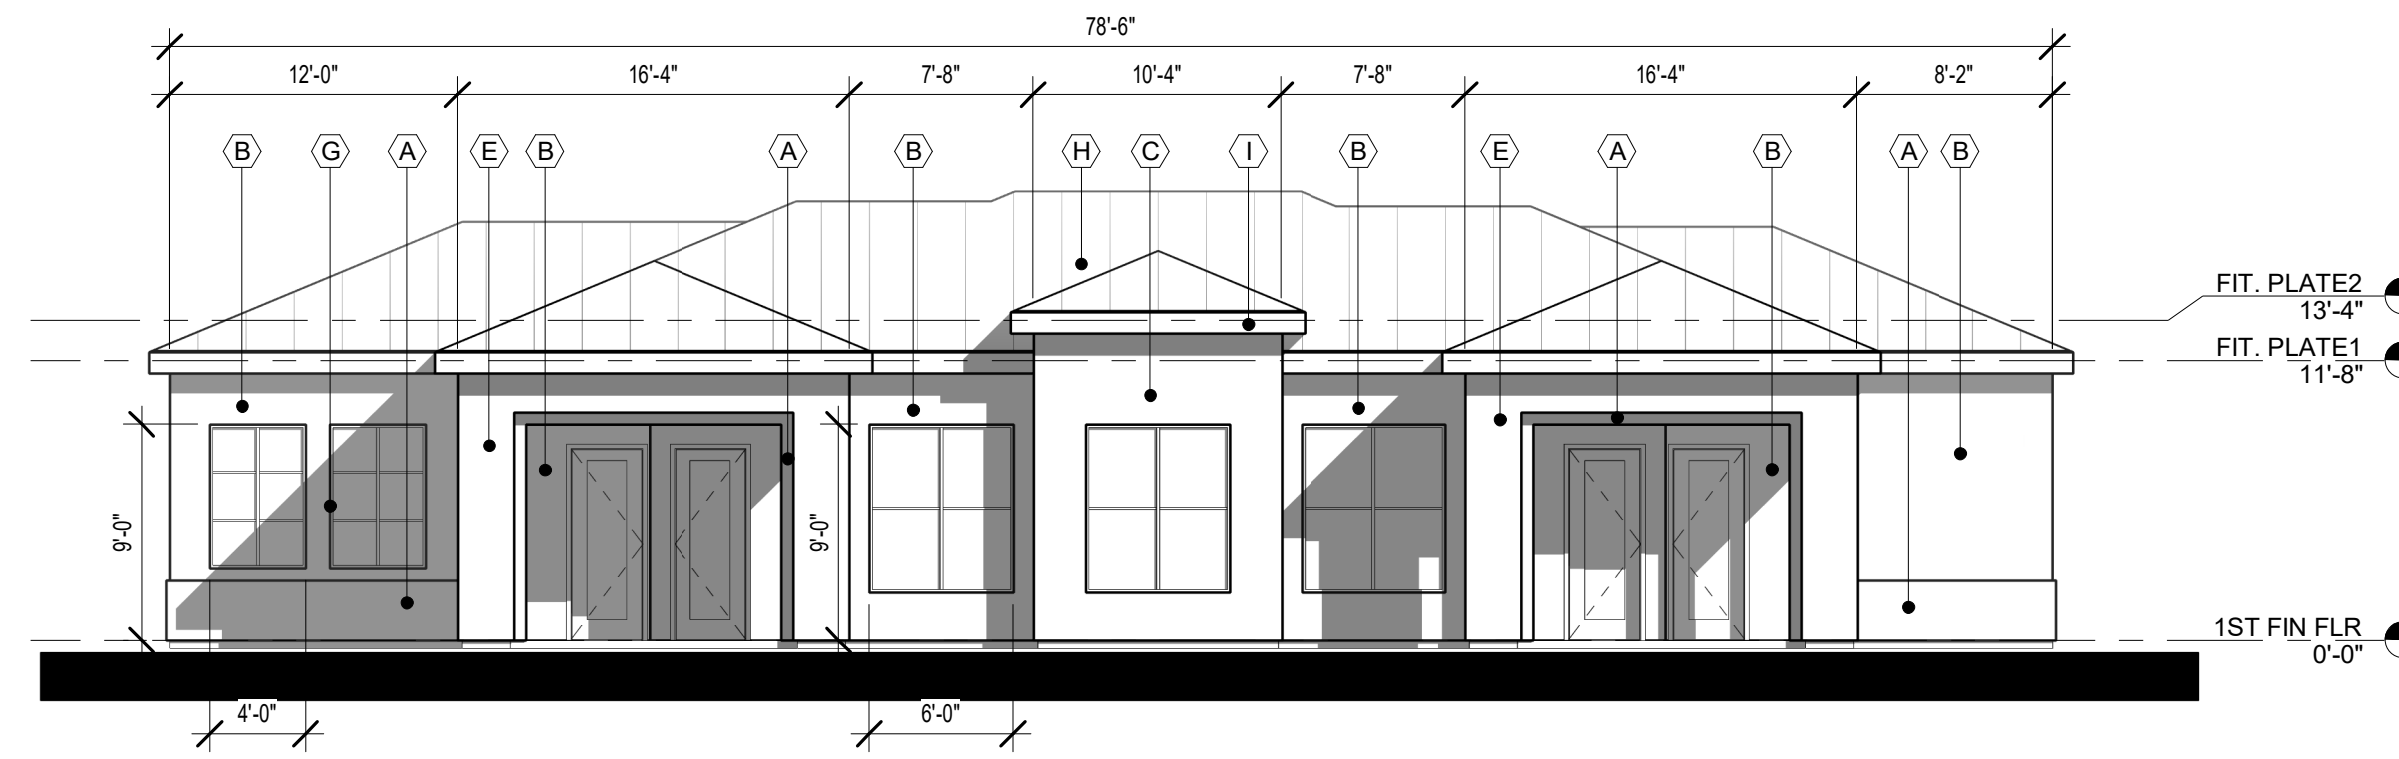 78'-6"
12'-0"
16'-4"
7'-8"
10'-4"
7'-8"
16'-4"
8'-2"
B
G
A
E
B
A
B
H
C
I
B
E
A
B
A
B
FIT. PLATE2
13'-4"
FIT. PLATE1
11'-8"
9'-0"
9'-0"
1ST FIN FLR
0'-0"
4'-0"
6'-0"